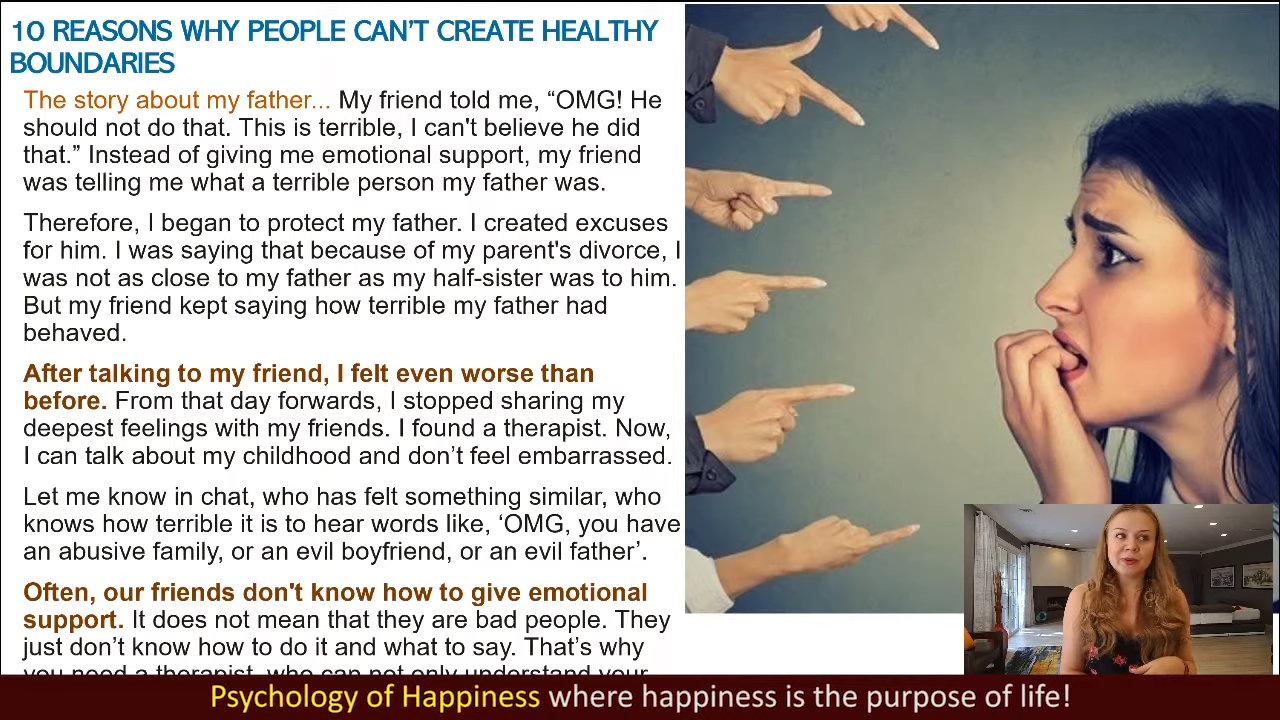 10 REASONS WHY PEOPLE CAN’T CREATE HEALTHY
BOUNDARIES
The story about my father... My friend told me, “OMG! He
should not do that. This is terrible, I can't believe he did
that.” Instead of giving me emotional support, my friend
was telling me what a terrible person my father was.
Therefore, I began to protect my father. I created excuses
for him. I was saying that because of my parent's divorce, I
was not as close to my father as my half-sister was to him.
But my friend kept saying how terrible my father had
behaved.
After talking to my friend, I felt even worse than
before. From that day forwards, I stopped sharing my
deepest feelings with my friends. I found a therapist. Now,
I can talk about my childhood and don’t feel embarrassed.
Let me know in chat, who has felt something similar, who
knows how terrible it is to hear words like, ‘OMG, you have
an abusive family, or an evil boyfriend, or an evil father’.
Often, our friends don't know how to give emotional
support. It does not mean that they are bad people. They
just don’t know how to do it and what to say. That’s why
you need a therapist, who can not only understand your
Psychology of Happiness where happiness is the purpose of life!